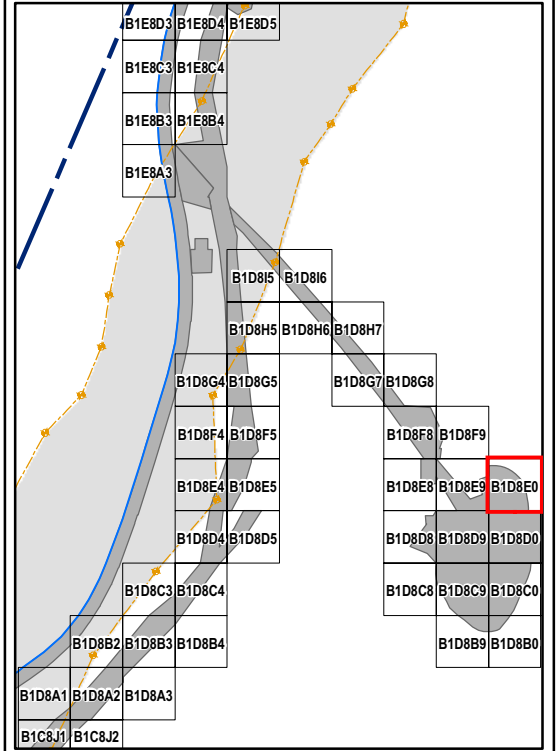 B1E8D3 B1E8D4 B1E8D5
B1E8C3 B1E8C4
B1E8B3 B1E8B4
B1E8A3
B1D8I5 B1D8I6
B1D8H5 B1D8H6 B1D8H7
B1D8G4 B1D8G5 B1D8G7 B1D8G8
B1D8F4 B1D8F5 B1D8F8 B1D8F9
B1D8E4 B1D8E5 B1D8E8 B1D8E9 B1D8E0
B1D8D4 B1D8D5 B1D8D8 B1D8D9 B1D8D0
B1D8C3 B1D8C4 B1D8C8 B1D8C9 B1D8C0
B1D8B2 B1D8B3 B1D8B4 B1D8B9 B1D8B0
B1D8A1 B1D8A2 B1D8A3
B1C8J1 B1C8J2